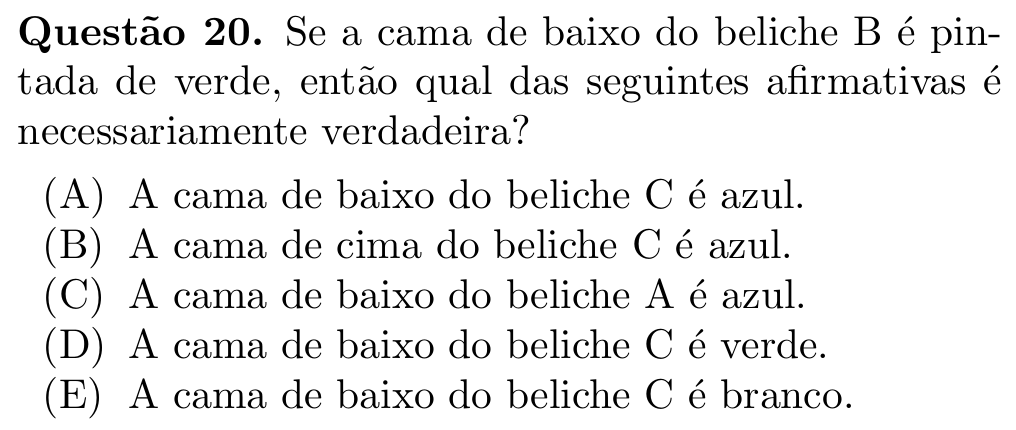 Questão 20. Se a cama de baixo do beliche B é pin-
tada de verde, então qual das seguintes afirmativas é
necessariamente verdadeira?
(A) A cama de baixo do beliche C é azul.
(B) A cama de cima do beliche C é azul.
(C) A cama de baixo do beliche A é azul.
(D) A cama de baixo do beliche C é verde.
(E) A cama de baixo do beliche C é branco.